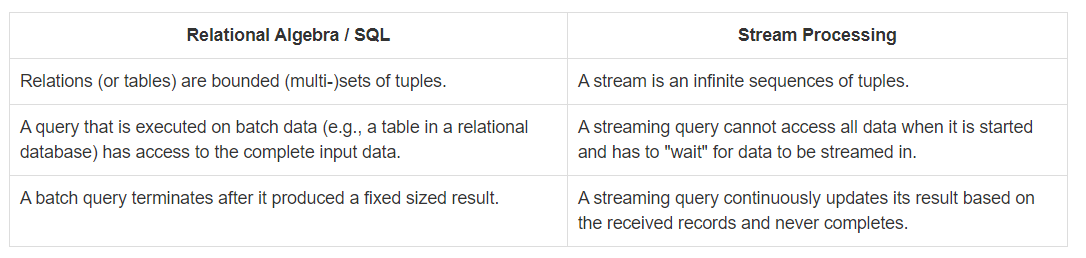 Relational Algebra / SQL
Stream Processing
Relations (or tables) are bounded (multi-)sets of tuples.
A stream is an infinite sequences of tuples.
A query that is executed on batch data (e.g., a table in a relational
database) has access to the complete input data.
A streaming query cannot access all data when it is started
and has to "wait" for data to be streamed in.
A batch query terminates after it produced a fixed sized result.
A streaming query continuously updates its result based on
the received records and never completes.